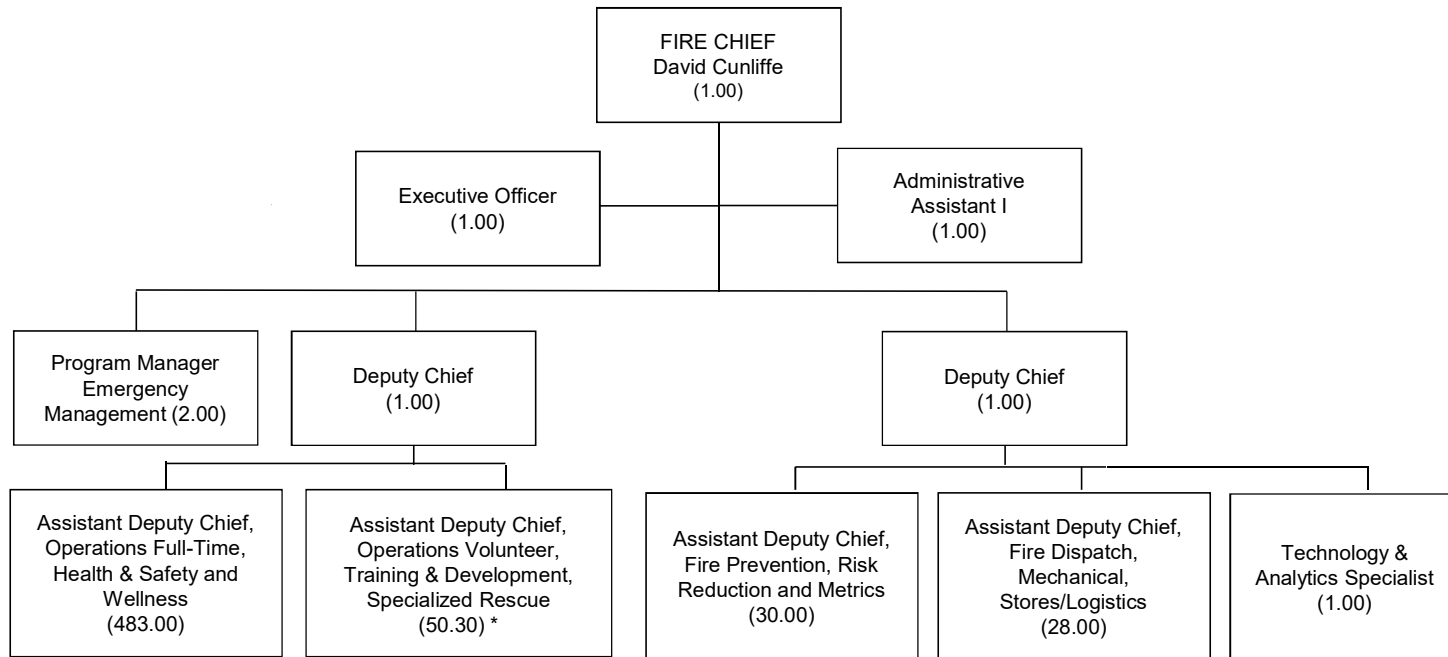 FIRE CHIEF
David Cunliffe
(1.00)
Executive Officer
(1.00)
Administrative
Assistant I
(1.00)
Program Manager
Emergency
Management (2.00)
Deputy Chief
(1.00)
Deputy Chief
(1.00)
Assistant Deputy Chief,
Operations Full-Time,
Health & Safety and
Wellness
(483.00)
Assistant Deputy Chief,
Operations Volunteer,
Training & Development,
Specialized Rescue
(50.30) *
Assistant Deputy Chief,
Fire Prevention, Risk
Reduction and Metrics
(30.00)
Assistant Deputy Chief,
Fire Dispatch,
Mechanical,
Stores/Logistics
(28.00)
Technology &
Analytics Specialist
(1.00)